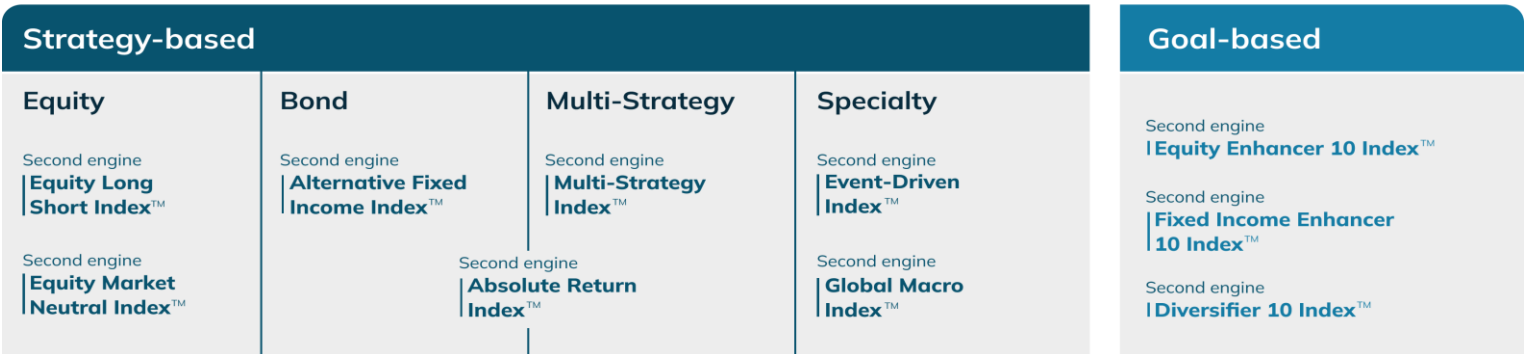 Strategy-based
Equity
Second engine
Equity Long
Short Index™
Second engine
Equity Market
Neutral Index™
Bond
Second engine
Alternative Fixed
Income Index™
Second engine
Absolute Return
Index™
Multi-Strategy
Second engine
Multi-Strategy
Index™
Specialty
Second engine
Event-Driven
Index™
Second engine
Global Macro
Index™
Goal-based
Second engine
Equity Enhancer 10 Index™
Second engine
Fixed Income Enhancer
10 Index™
Second engine
Diversifier 10 Index™